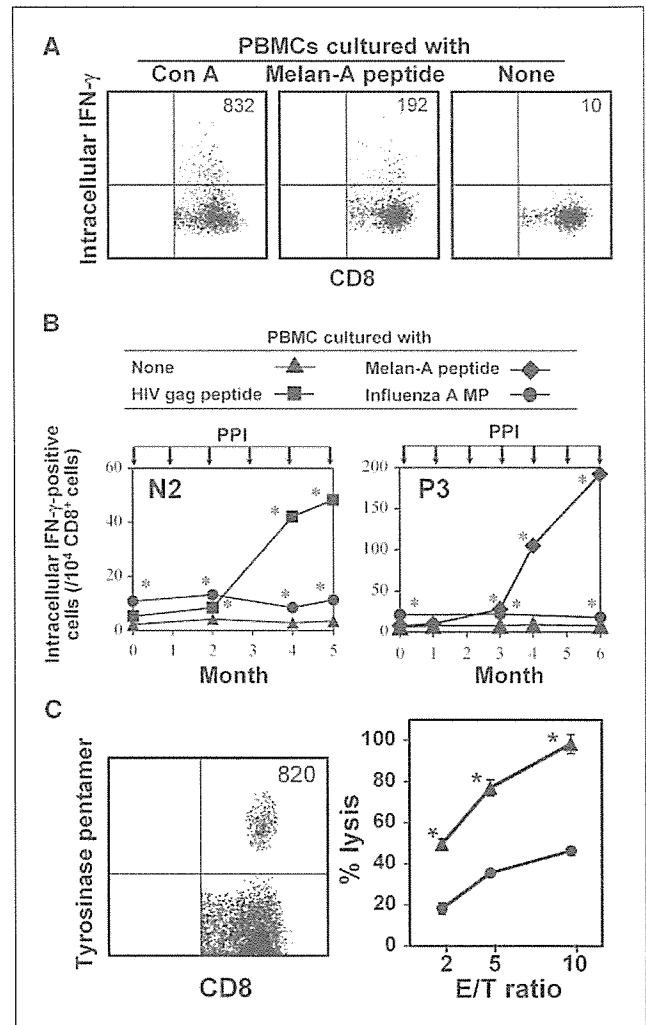 A
PBMCs cultured with
Con A Melan-A peptide None
Intracellular IFN-γ
832 192 10
CD8
B
PBMC cultured with
None Melan-A peptide
HIV gag peptide Influenza A MP
PPI PPI
Intracellular IFN-γ-positive
cells (/10⁴ CD8⁺ cells)
N2 P3
60 200
40 150
100
20 50
0 0
* * * * * * *
* * * * * *
0 1 2 3 4 5 0 1 2 3 4 5 6
Month Month
C
Tyrosinase pentamer
820
CD8
% lysis
100
80
60
40
20
0
* * *
2 5 10
E/T ratio